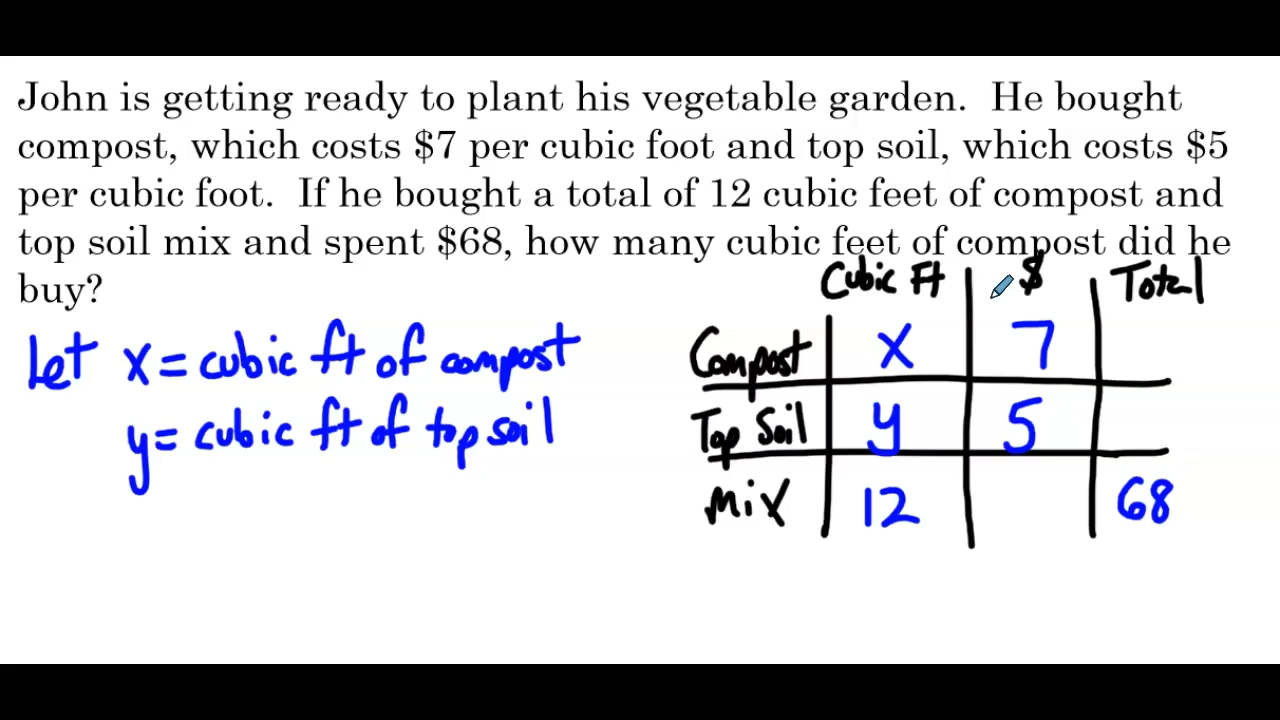 John is getting ready to plant his vegetable garden. He bought
compost, which costs $7 per cubic foot and top soil, which costs $5
per cubic foot. If he bought a total of 12 cubic feet of compost and
top soil mix and spent $68, how many cubic feet of compost did he
buy?
Cubic Ft $ Total
Let x = cubic ft of compost
y = cubic ft of top soil
Compost x 7
Top Soil y 5
Mix 12 68